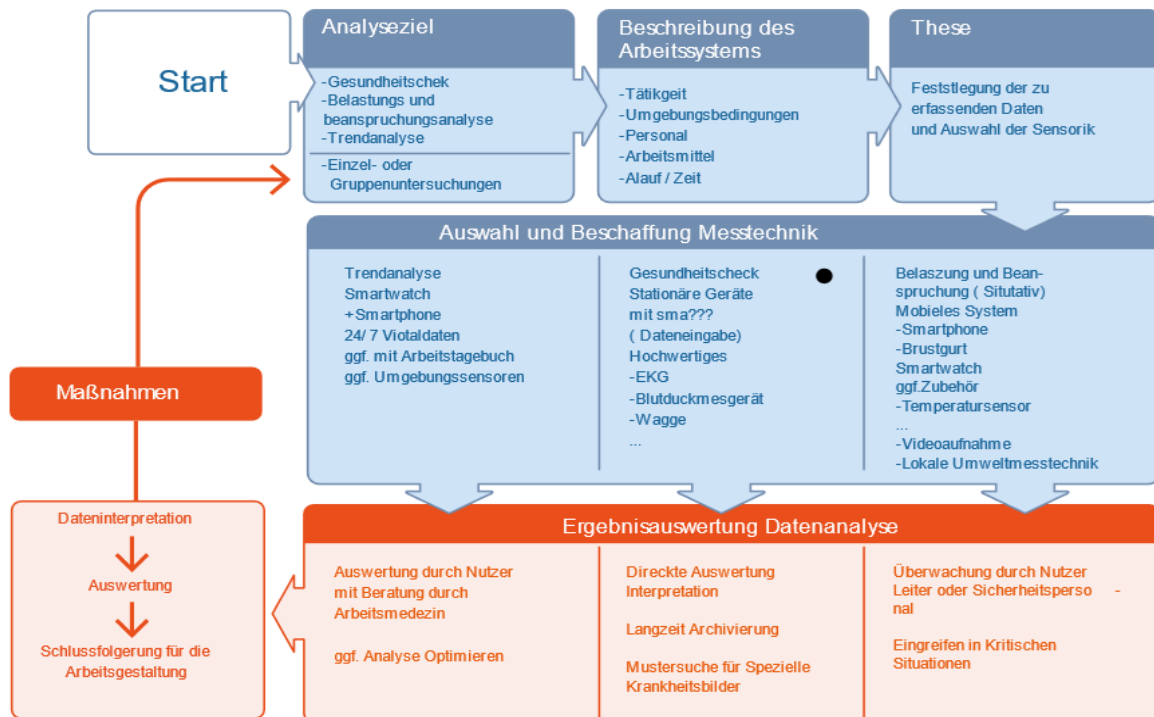 Start
Analyseziel
-Gesundheitschek
-Belastungs und
beanspruchungsanalyse
-Trendanalyse
-Einzel- oder
Gruppenuntersuchungen
Beschreibung des
Arbeitssystems
-Tätikgeit
-Umgebungsbedingungen
-Personal
-Arbeitsmittel
-Alauf / Zeit
These
Feststlegung der zu
erfassenden Daten
und Auswahl der Sensorik
Auswahl und Beschaffung Messtechnik
Trendanalyse
Smartwatch
+Smartphone
24/ 7 Viotaldaten
ggf. mit Arbeitstagebuch
ggf. Umgebungssensoren
Gesundheitscheck
Stationäre Geräte
mit sma???
( Dateneingabe)
Hochwertiges
-EKG
-Blutduckmesgerät
-Wagge
...
Belaszung und Bean-
spruchung ( Situtativ)
Mobieles System
-Smartphone
-Brustgurt
Smartwatch
ggf.Zubehör
-Temperatursensor
...
-Videoaufnahme
-Lokale Umweltmesstechnik
Maßnahmen
Dateninterpretation
Auswertung
Schlussfolgerung für die
Arbeitsgestaltung
Ergebnisauswertung Datenanalyse
Auswertung durch Nutzer
mit Beratung durch
Arbeitsmedezin
ggf. Analyse Optimieren
Direckte Auswertung
Interpretation
Langzeit Archivierung
Mustersuche für Spezielle
Krankheitsbilder
Überwachung durch Nutzer
Leiter oder Sicherheitsperso -
nal
Eingreifen in Kritischen
Situationen